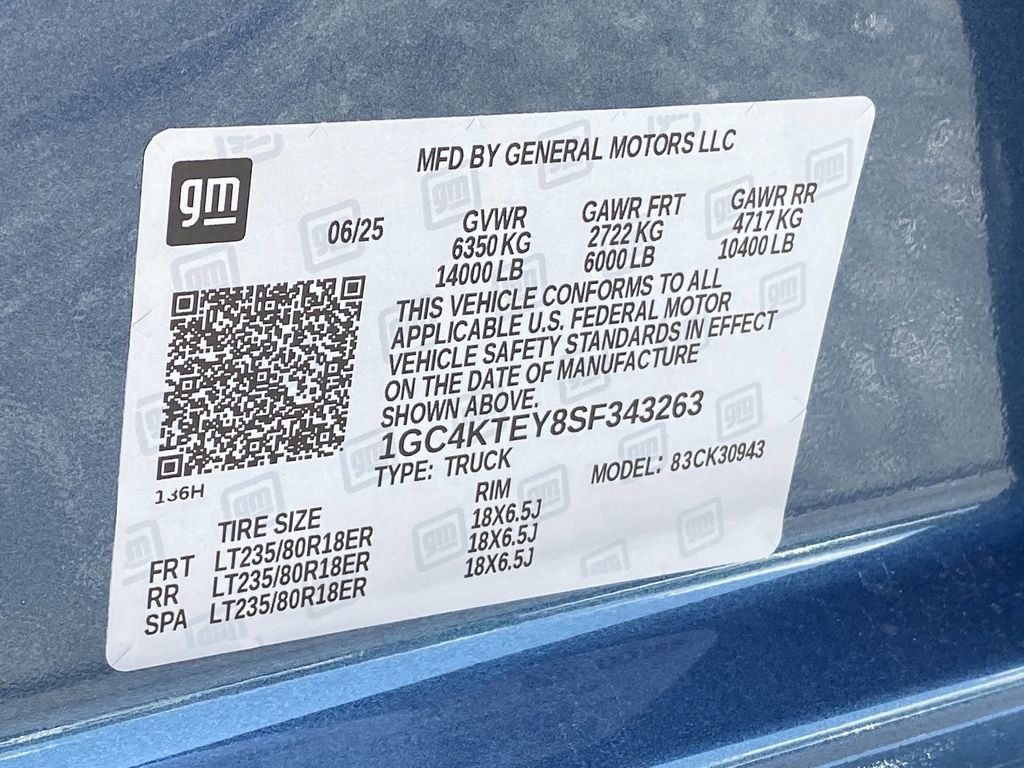 gm
MFD BY GENERAL MOTORS LLC
06/25
GVWR GAWR FRT GAWR RR
6350 KG 2722 KG 4717 KG
14000 LB 6000 LB 10400 LB
THIS VEHICLE CONFORMS TO ALL
APPLICABLE U.S. FEDERAL MOTOR
VEHICLE SAFETY STANDARDS IN EFFECT
ON THE DATE OF MANUFACTURE
SHOWN ABOVE.
1GC4KTEY8SF343263
TYPE: TRUCK MODEL: 83CK30943
136H
TIRE SIZE RIM
FRT LT235/80R18ER 18X6.5J
RR LT235/80R18ER 18X6.5J
SPA LT235/80R18ER 18X6.5J